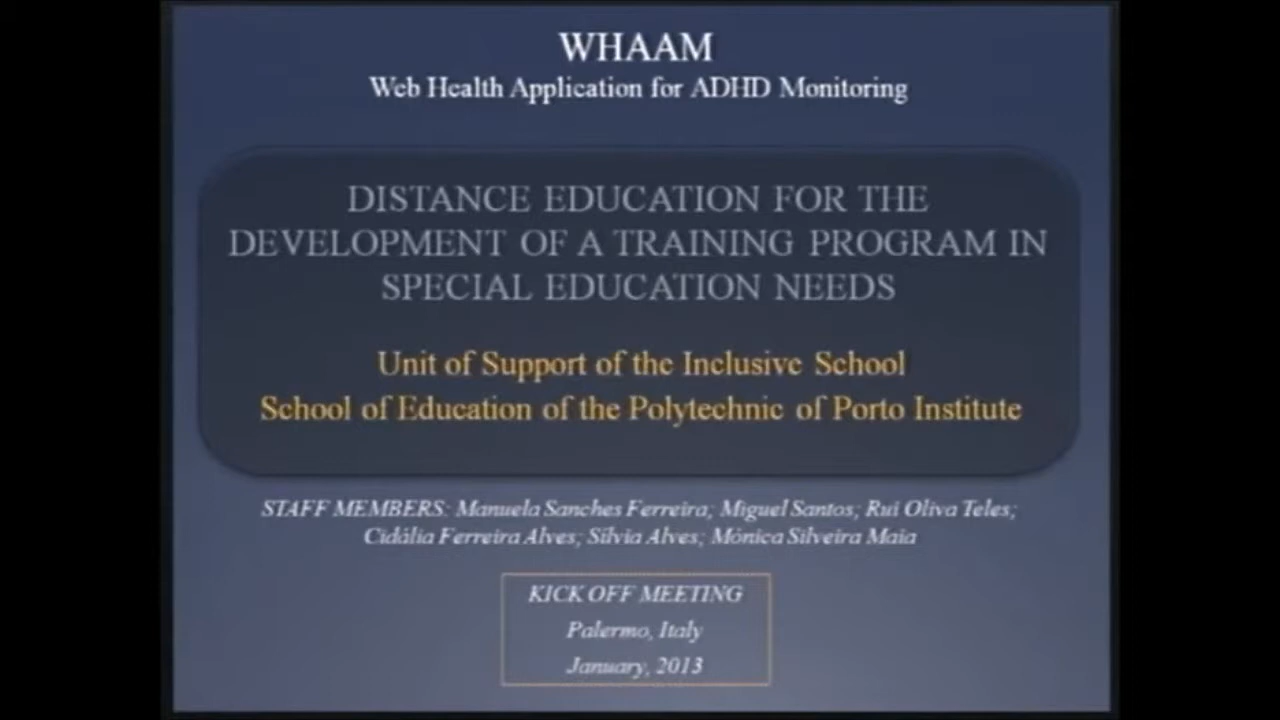 WHAAM
Web Health Application for ADHD Monitoring
DISTANCE EDUCATION FOR THE
DEVELOPMENT OF A TRAINING PROGRAM IN
SPECIAL EDUCATION NEEDS
Unit of Support of the Inclusive School
School of Education of the Polytechnic of Porto Institute
STAFF MEMBERS: Manuela Sanches Ferreira; Miguel Santos; Rui Oliva Teles;
Cidália Ferreira Alves; Sílvia Alves; Mónica Silveira Maia
KICK OFF MEETING
Palermo, Italy
January, 2013